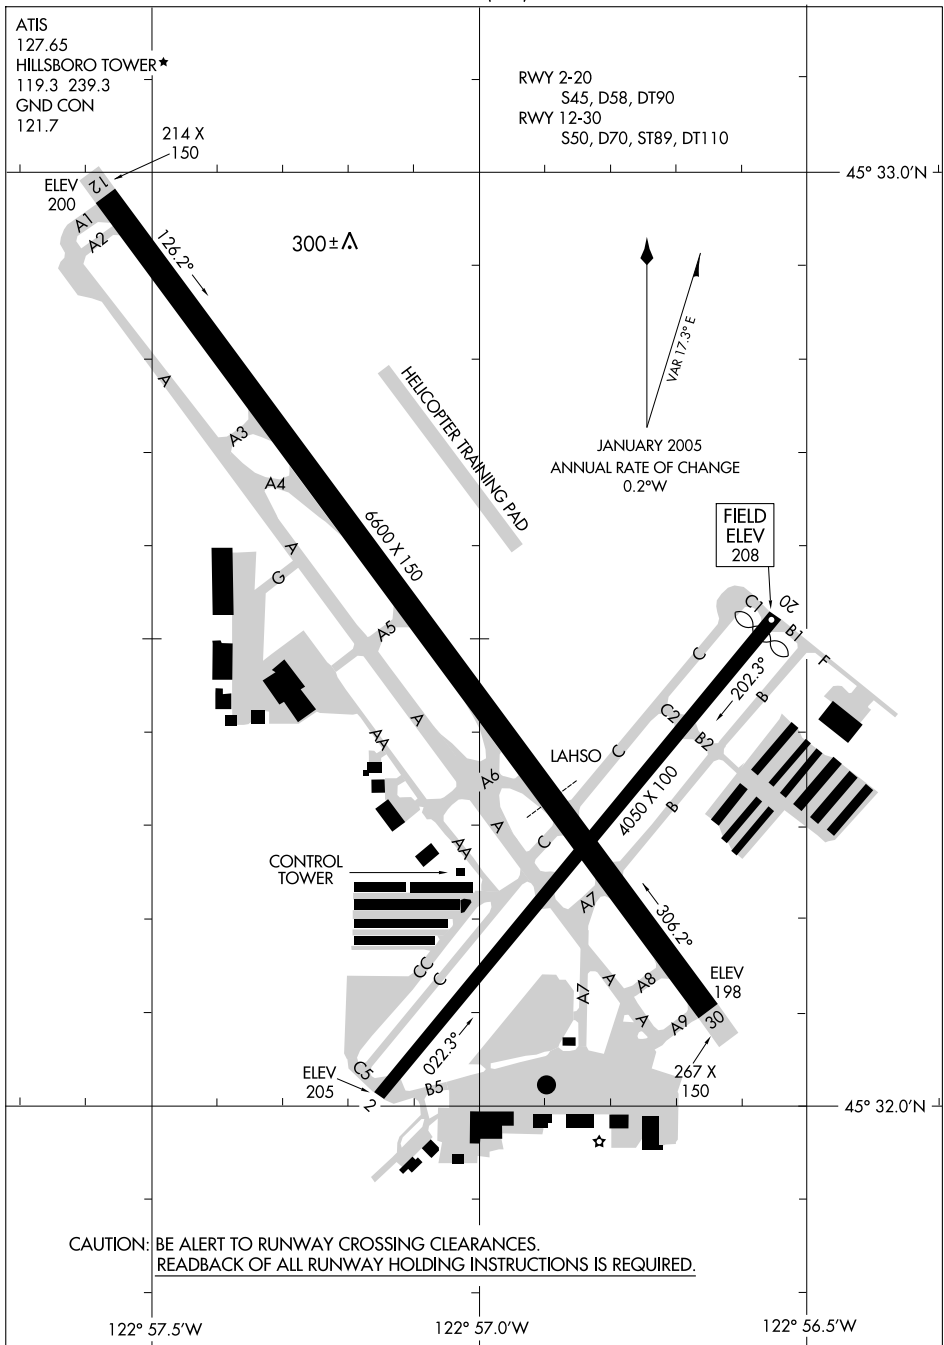 ATIS
127.65
HILLSBORO TOWER★
119.3 239.3
GND CON
121.7
RWY 2-20
S45, D58, DT90
RWY 12-30
S50, D70, ST89, DT110
214 X
150
45° 33.0'N
ELEV
200
12
A1
A2
126.2°
300±
VAR 17.3° E
JANUARY 2005
ANNUAL RATE OF CHANGE
0.2°W
HELICOPTER TRAINING PAD
A
A3
A4
6600 X 150
A
G
A5
FIELD
ELEV
208
C1
20
B1
F
C
202.3°
B
C2
B2
C
A
AA
LAHSO
A6
4050 X 100
B
A
C
AA
CONTROL
TOWER
A7
306.2°
CC
C
A7
A
A8
ELEV
198
A
A9
30
022.3°
C5
B5
ELEV
205
2
267 X
150
45° 32.0'N
CAUTION: BE ALERT TO RUNWAY CROSSING CLEARANCES.
READBACK OF ALL RUNWAY HOLDING INSTRUCTIONS IS REQUIRED.
122° 57.5'W
122° 57.0'W
122° 56.5'W